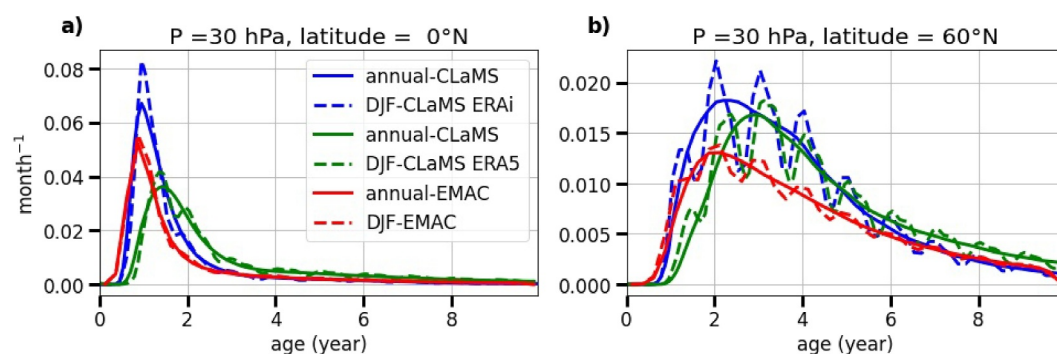 a)
P =30 hPa, latitude = 0°N
month⁻¹
0.08
0.06
0.04
0.02
0.00
annual-CLaMS
DJF-CLaMS ERAi
annual-CLaMS
DJF-CLaMS ERA5
annual-EMAC
DJF-EMAC
0 2 4 6 8
age (year)
b)
P =30 hPa, latitude = 60°N
0.020
0.015
0.010
0.005
0.000
0 2 4 6 8
age (year)